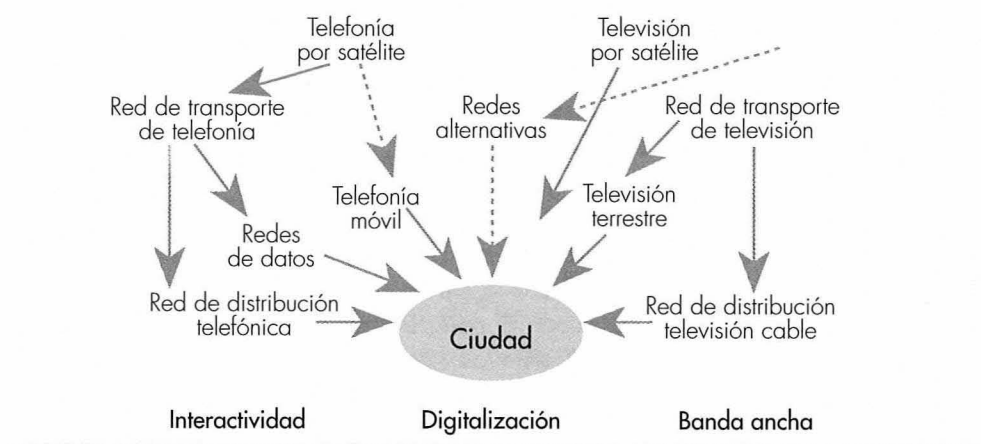 Telefonía
por satélite
Televisión
por satélite
Red de transporte
de telefonía
Redes
alternativas
Red de transporte
de televisión
Telefonía
móvil
Televisión
terrestre
Redes
de datos
Red de distribución
telefónica
Ciudad
Red de distribución
televisión cable
Interactividad
Digitalización
Banda ancha